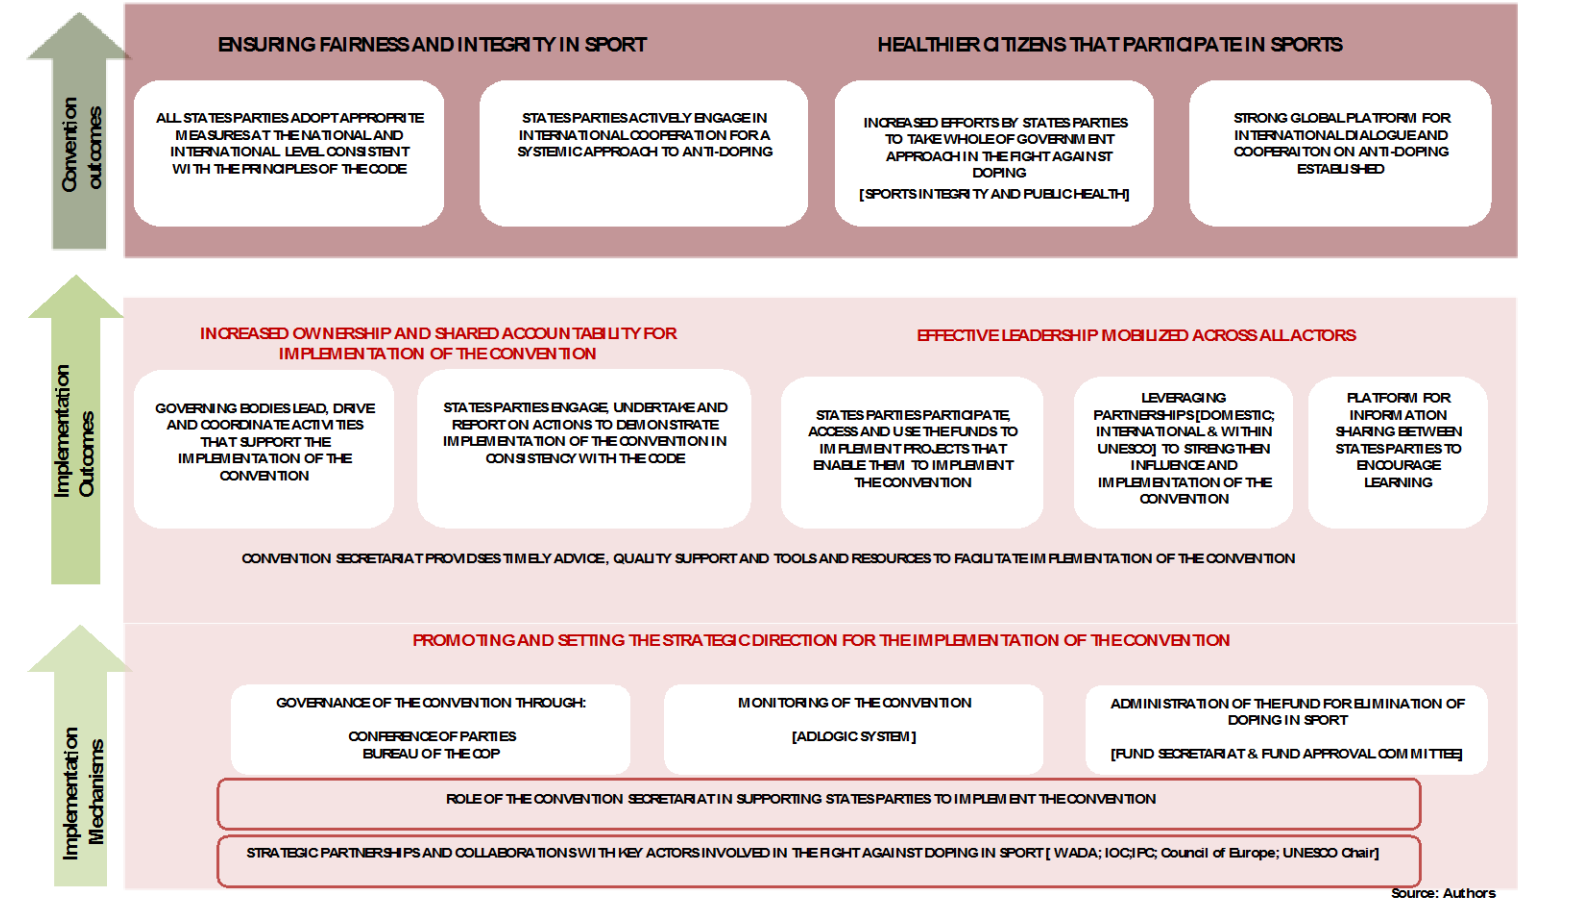 Convention
outcomes
ENSURING FAIRNESS AND INTEGRITY IN SPORT
HEALTHIER CITIZENS THAT PARTICIPATE IN SPORTS
ALL STATES PARTIES ADOPT APPROPRITE
MEASURES AT THE NATIONAL AND
INTERNATIONAL LEVEL CONSISTENT
WITH THE PRINCIPLES OF THE CODE
STATES PARTIES ACTIVELY ENGAGE IN
INTERNATIONAL COOPERATION FOR A
SYSTEMIC APPROACH TO ANTI-DOPING
INCREASED EFFORTS BY STATES PARTIES
TO TAKE WHOLE OF GOVERNMENT
APPROACH IN THE FIGHT AGAINST
DOPING
[SPORTS INTEGRITY AND PUBLIC HEALTH]
STRONG GLOBAL PLATFORM FOR
INTERNATIONAL DIALOGUE AND
COOPERAITON ON ANTI-DOPING
ESTABLISHED
Implementation
Outcomes
INCREASED OWNERSHIP AND SHARED ACCOUNTABILITY FOR
IMPLEMENTATION OF THE CONVENTION
EFFECTIVE LEADERSHIP MOBILIZED ACROSS ALL ACTORS
GOVERNING BODIES LEAD, DRIVE
AND COORDINATE ACTIVITIES
THAT SUPPORT THE
IMPLEMENTATION OF THE
CONVENTION
STATES PARTIES ENGAGE, UNDERTAKE AND
REPORT ON ACTIONS TO DEMONSTRATE
IMPLEMENTATION OF THE CONVENTION IN
CONSISTENCY WITH THE CODE
STATES PARTIES PARTICIPATE,
ACCESS AND USE THE FUNDS TO
IMPLEMENT PROJECTS THAT
ENABLE THEM TO IMPLEMENT
THE CONVENTION
LEVERAGING
PARTNERSHIPS [DOMESTIC;
INTERNATIONAL & WITHIN
UNESCO] TO STRENGTHEN
INFLUENCE AND
IMPLEMENTATION OF THE
CONVENTION
PLATFORM FOR
INFORMATION
SHARING BETWEEN
STATES PARTIES TO
ENCOURAGE
LEARNING
CONVENTION SECRETARIAT PROVIDSES TIMELY ADVICE, QUALITY SUPPORT AND TOOLS AND RESOURCES TO FACILITATE IMPLEMENTATION OF THE CONVENTION
Implementation
Mechanisms
PROMOTING AND SETTING THE STRATEGIC DIRECTION FOR THE IMPLEMENTATION OF THE CONVENTION
GOVERNANCE OF THE CONVENTION THROUGH:
CONFERENCE OF PARTIES
BUREAU OF THE COP
MONITORING OF THE CONVENTION
[ADLOGIC SYSTEM]
ADMINISTRATION OF THE FUND FOR ELIMINATION OF
DOPING IN SPORT
[FUND SECRETARIAT & FUND APPROVAL COMMITTEE]
ROLE OF THE CONVENTION SECRETARIAT IN SUPPORTING STATES PARTIES TO IMPLEMENT THE CONVENTION
STRATEGIC PARTNERSHIPS AND COLLABORATIONS WITH KEY ACTORS INVOLVED IN THE FIGHT AGAINST DOPING IN SPORT [ WADA; IOC;IPC; Council of Europe; UNESCO Chair]
Source: Authors